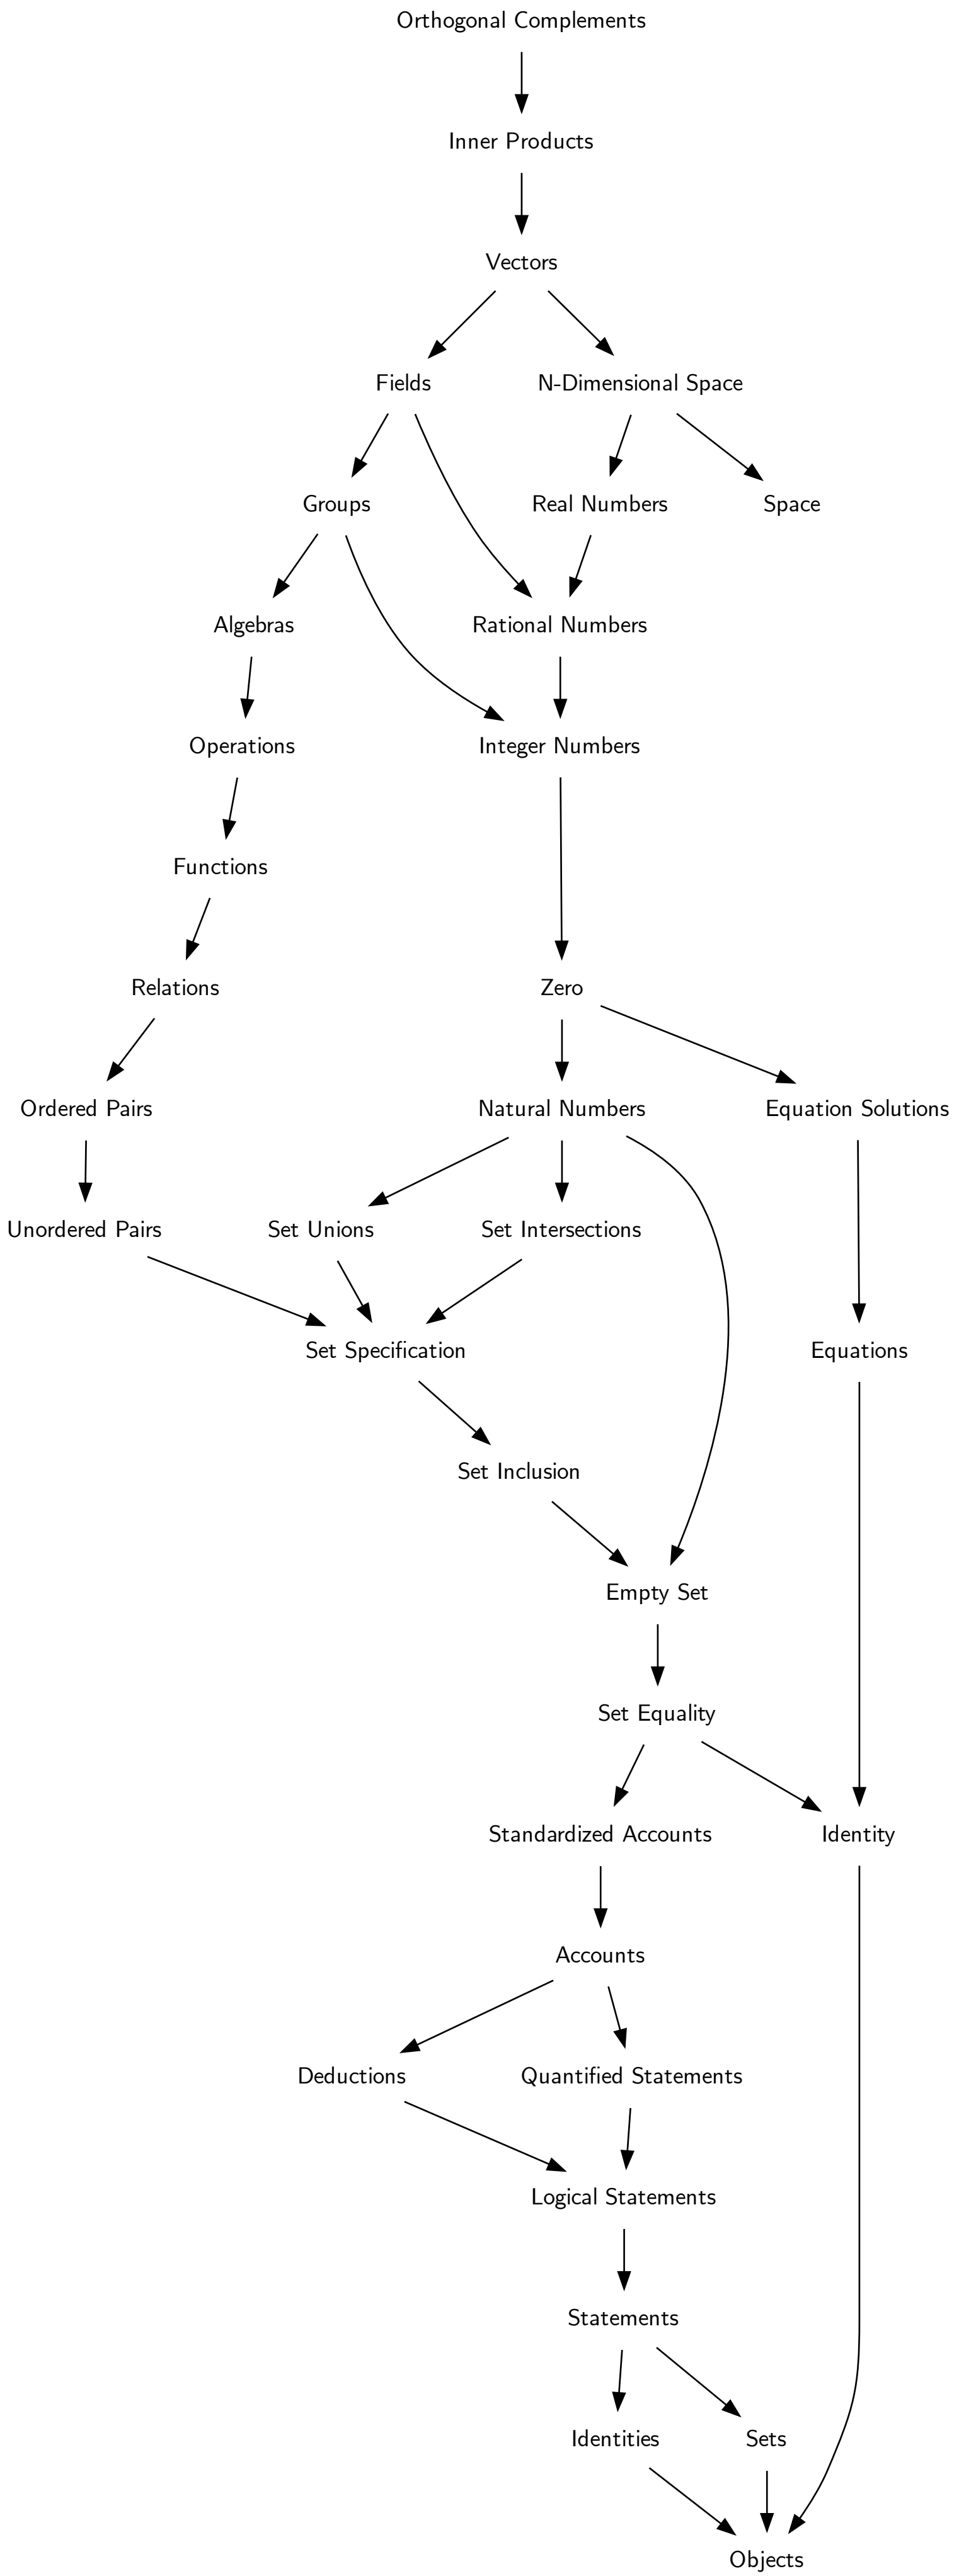 Orthogonal Complements
Inner Products
Vectors
Fields
N-Dimensional Space
Groups
Real Numbers
Space
Algebras
Rational Numbers
Operations
Integer Numbers
Functions
Relations
Zero
Ordered Pairs
Natural Numbers
Equation Solutions
Unordered Pairs
Set Unions
Set Intersections
Set Specification
Equations
Set Inclusion
Empty Set
Set Equality
Standardized Accounts
Identity
Accounts
Deductions
Quantified Statements
Logical Statements
Statements
Identities
Sets
Objects